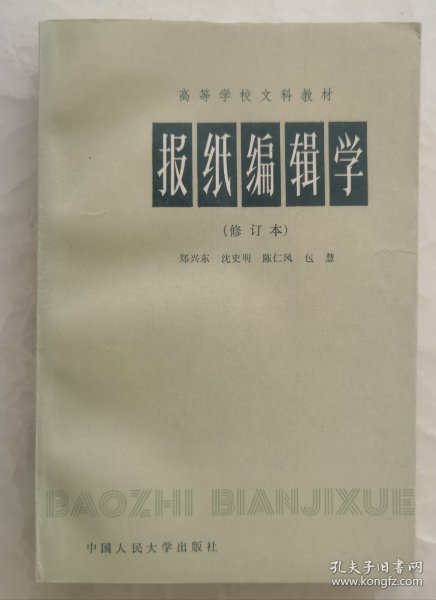 高等学校文科教材
报纸编辑学
(修订本)
郑兴东 沈史明 陈仁风 包慧
BAOZHI BIANJIXUE
中国人民大学出版社
孔夫子旧书网
www.kongfz.com